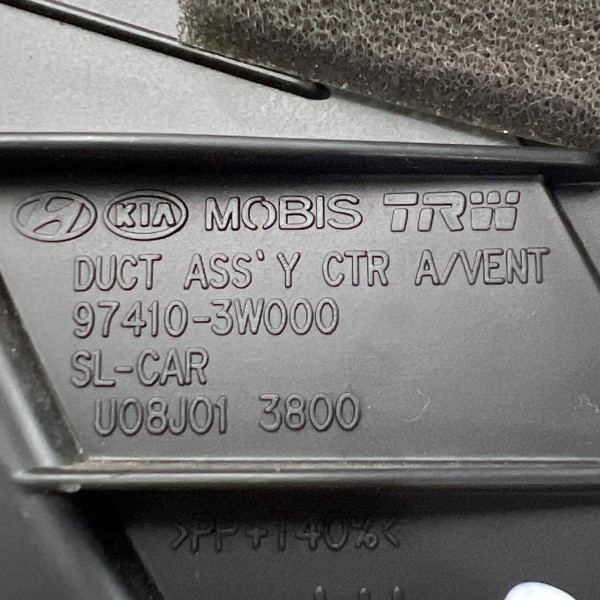 KIA MOBIS TRW
DUCT ASS'Y CTR A/VENT
97410-3W000
SL-CAR
U08J01 3800
>PP+T40%<